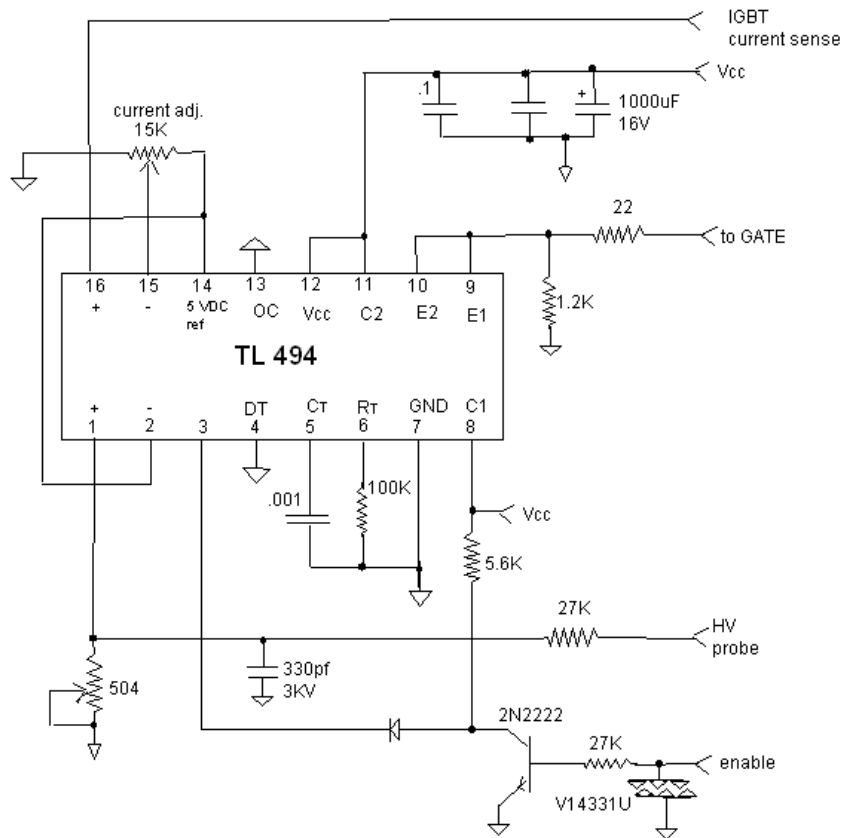 IGBT
current sense
Vcc
.1
+
1000uF
16V
current adj.
15K
22
to GATE
16 15 14 13 12 11 10 9
+ - 5 VDC
ref OC Vcc C2 E2 E1
1.2K
TL 494
+ - DT CT RT GND C1
1 2 3 4 5 6 7 8
.001
100K
Vcc
5.6K
27K
HV
probe
330pf
3KV
504
2N2222
27K
enable
V14331U